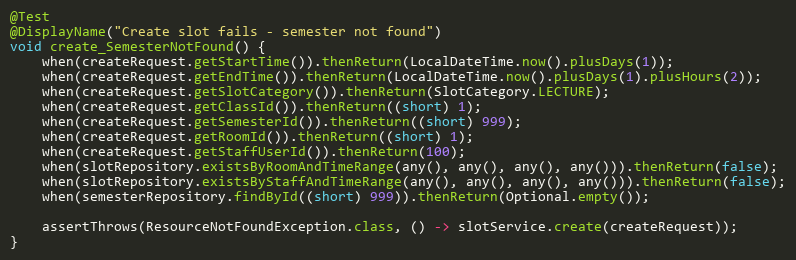 @Test
@DisplayName("Create slot fails - semester not found")
void create_SemesterNotFound() {
    when(createRequest.getStartTime()).thenReturn(LocalDateTime.now().plusDays(1));
    when(createRequest.getEndTime()).thenReturn(LocalDateTime.now().plusDays(1).plusHours(2));
    when(createRequest.getSlotCategory()).thenReturn(SlotCategory.LECTURE);
    when(createRequest.getClassId()).thenReturn((short) 1);
    when(createRequest.getSemesterId()).thenReturn((short) 999);
    when(createRequest.getRoomId()).thenReturn((short) 1);
    when(createRequest.getStaffUserId()).thenReturn(100);
    when(slotRepository.existsByRoomAndTimeRange(any(), any(), any(), any())).thenReturn(false);
    when(slotRepository.existsByStaffAndTimeRange(any(), any(), any(), any())).thenReturn(false);
    when(semesterRepository.findById((short) 999)).thenReturn(Optional.empty());

    assertThrows(ResourceNotFoundException.class, () -> slotService.create(createRequest));
}